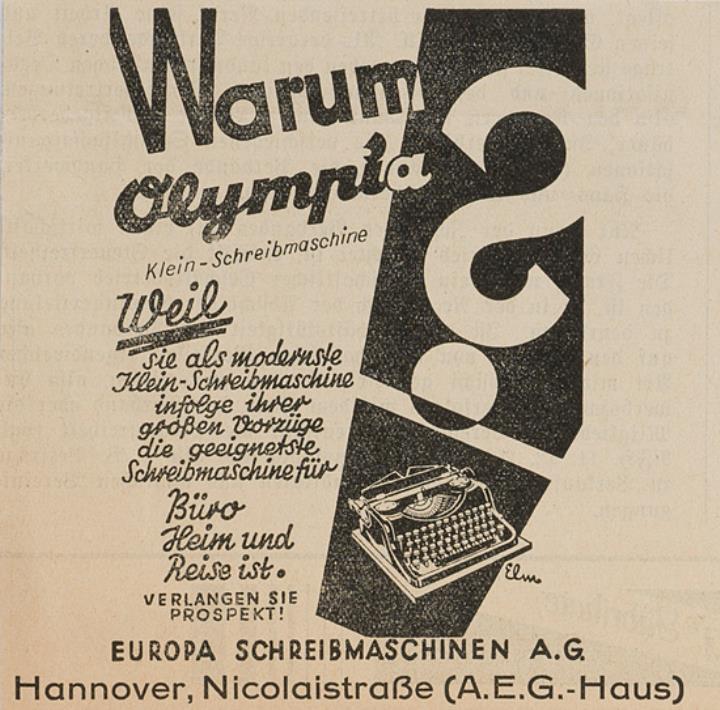 Warum
Olympia
?
Klein-Schreibmaschine
Weil
sie als modernste
Klein-Schreibmaschine
infolge ihrer
großen Vorzüge
die geeignetste
Schreibmaschine für
Büro
Heim und
Reise ist.
VERLANGEN SIE
PROSPEKT!
Elm
EUROPA SCHREIBMASCHINEN A.G.
Hannover, Nicolaistraße (A.E.G.-Haus)